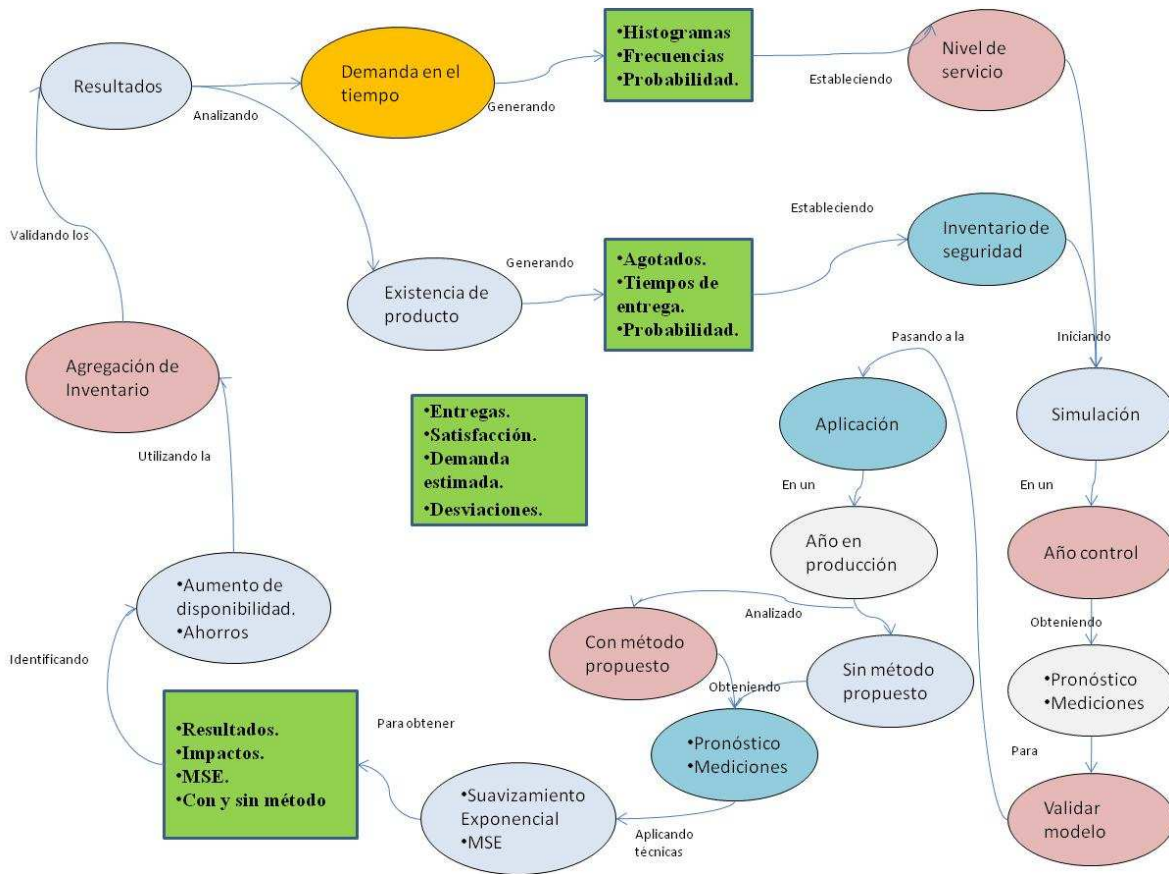 Resultados
Analizando
Demanda en el
tiempo
Generando
•Histogramas
•Frecuencias
•Probabilidad.
Estableciendo
Nivel de
servicio
Validando los
Existencia de
producto
Generando
•Agotados.
•Tiempos de
entrega.
•Probabilidad.
Estableciendo
Inventario de
seguridad
Iniciando
Agregación de
Inventario
Utilizando la
•Entregas.
•Satisfacción.
•Demanda
estimada.
•Desviaciones.
Pasando a la
Aplicación
Simulación
En un
En un
Año en
producción
Año control
•Aumento de
disponibilidad.
•Ahorros
Analizado
Obteniendo
Con método
propuesto
Sin método
propuesto
Obteniendo
•Pronóstico
•Mediciones
Identificando
•Resultados.
•Impactos.
•MSE.
•Con y sin método
Para obtener
•Pronóstico
•Mediciones
Para
•Suavizamiento
Exponencial
•MSE
Aplicando
técnicas
Validar
modelo